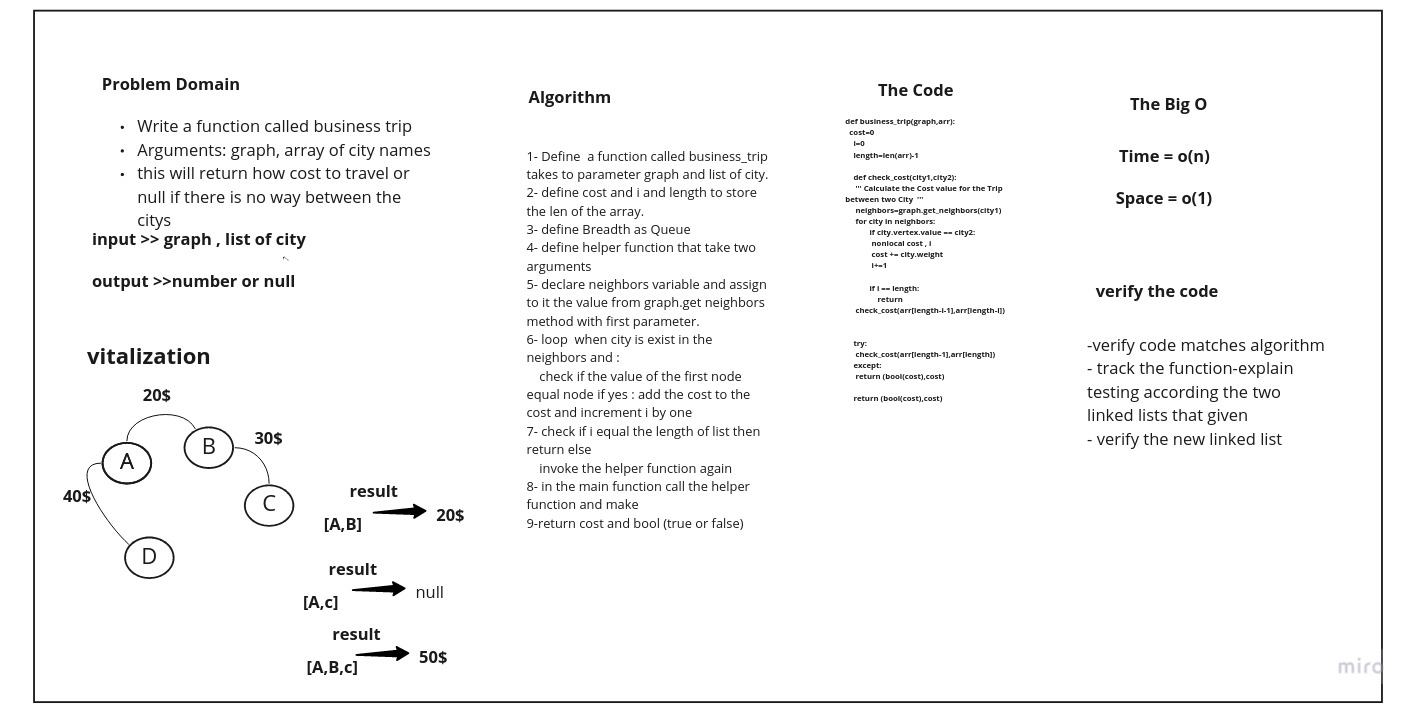 Problem Domain
• Write a function called business trip
• Arguments: graph, array of city names
• this will return how cost to travel or
null if there is no way between the
citys
input >> graph , list of city
output >>number or null
vitalization
20$
A
B
30$
40$
C
D
result
[A,B]
20$
result
[A,c]
null
result
[A,B,c]
50$
Algorithm
1- Define  a function called business_trip
takes to parameter graph and list of city.
2- define cost and i and length to store
the len of the array.
3- define Breadth as Queue
4- define helper function that take two
arguments
5- declare neighbors variable and assign
to it the value from graph.get neighbors
method with first parameter.
6- loop  when city is exist in the
neighbors and :
check if the value of the first node
equal node if yes : add the cost to the
cost and increment i by one
7- check if i equal the length of list then
return else
invoke the helper function again
8- in the main function call the helper
function and make
9-return cost and bool (true or false)
The Code
def business_trip(graph,arr):
cost=0
i=0
length=len(arr)-1
def check_cost(city1,city2):
''' Calculate the Cost value for the Trip
between two City  '''
neighbors=graph.get_neighbors(city1)
for city in neighbors:
if city.vertex.value == city2:
nonlocal cost , i
cost += city.weight
i+=1
if i == length:
return
check_cost(arr[length-i-1],arr[length-i])
try:
check_cost(arr[length-1],arr[length])
except:
return (bool(cost),cost)
return (bool(cost),cost)
The Big O
Time = o(n)
Space = o(1)
verify the code
-verify code matches algorithm
- track the function-explain
testing according the two
linked lists that given
- verify the new linked list
miro